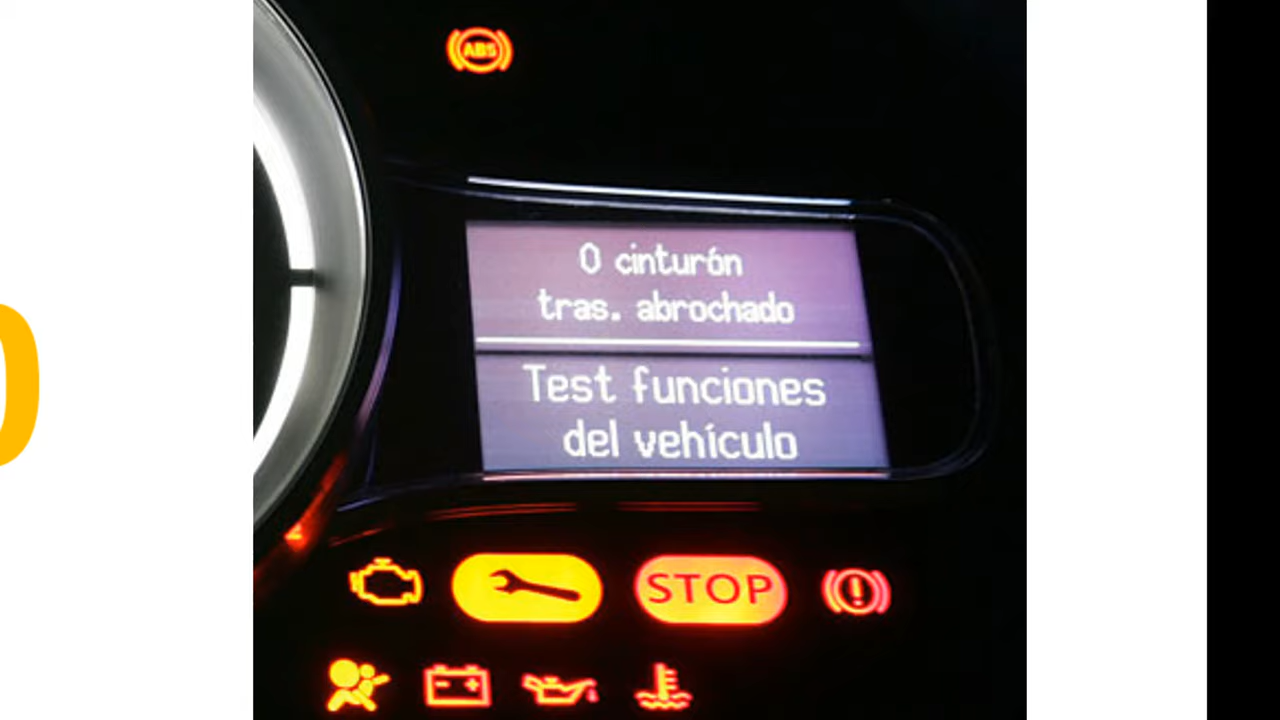 ABS
0 cinturón
tras. abrochado
Test funciones
del vehículo
STOP